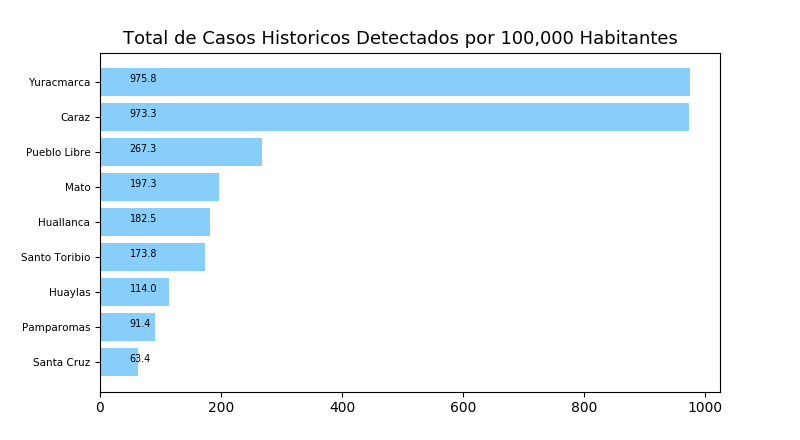 Total de Casos Historicos Detectados por 100,000 Habitantes
Yuracmarca 975.8
Caraz 973.3
Pueblo Libre 267.3
Mato 197.3
Huallanca 182.5
Santo Toribio 173.8
Huaylas 114.0
Pamparomas 91.4
Santa Cruz 63.4
0 200 400 600 800 1000